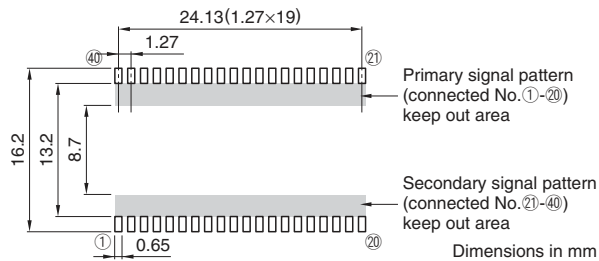 24.13(1.27×19)
㊵ 1.27 ㉑
Primary signal pattern
(connected No.①-⑳)
keep out area
16.2
13.2
8.7
Secondary signal pattern
(connected No.㉑-㊵)
keep out area
① 0.65 ⑳
Dimensions in mm